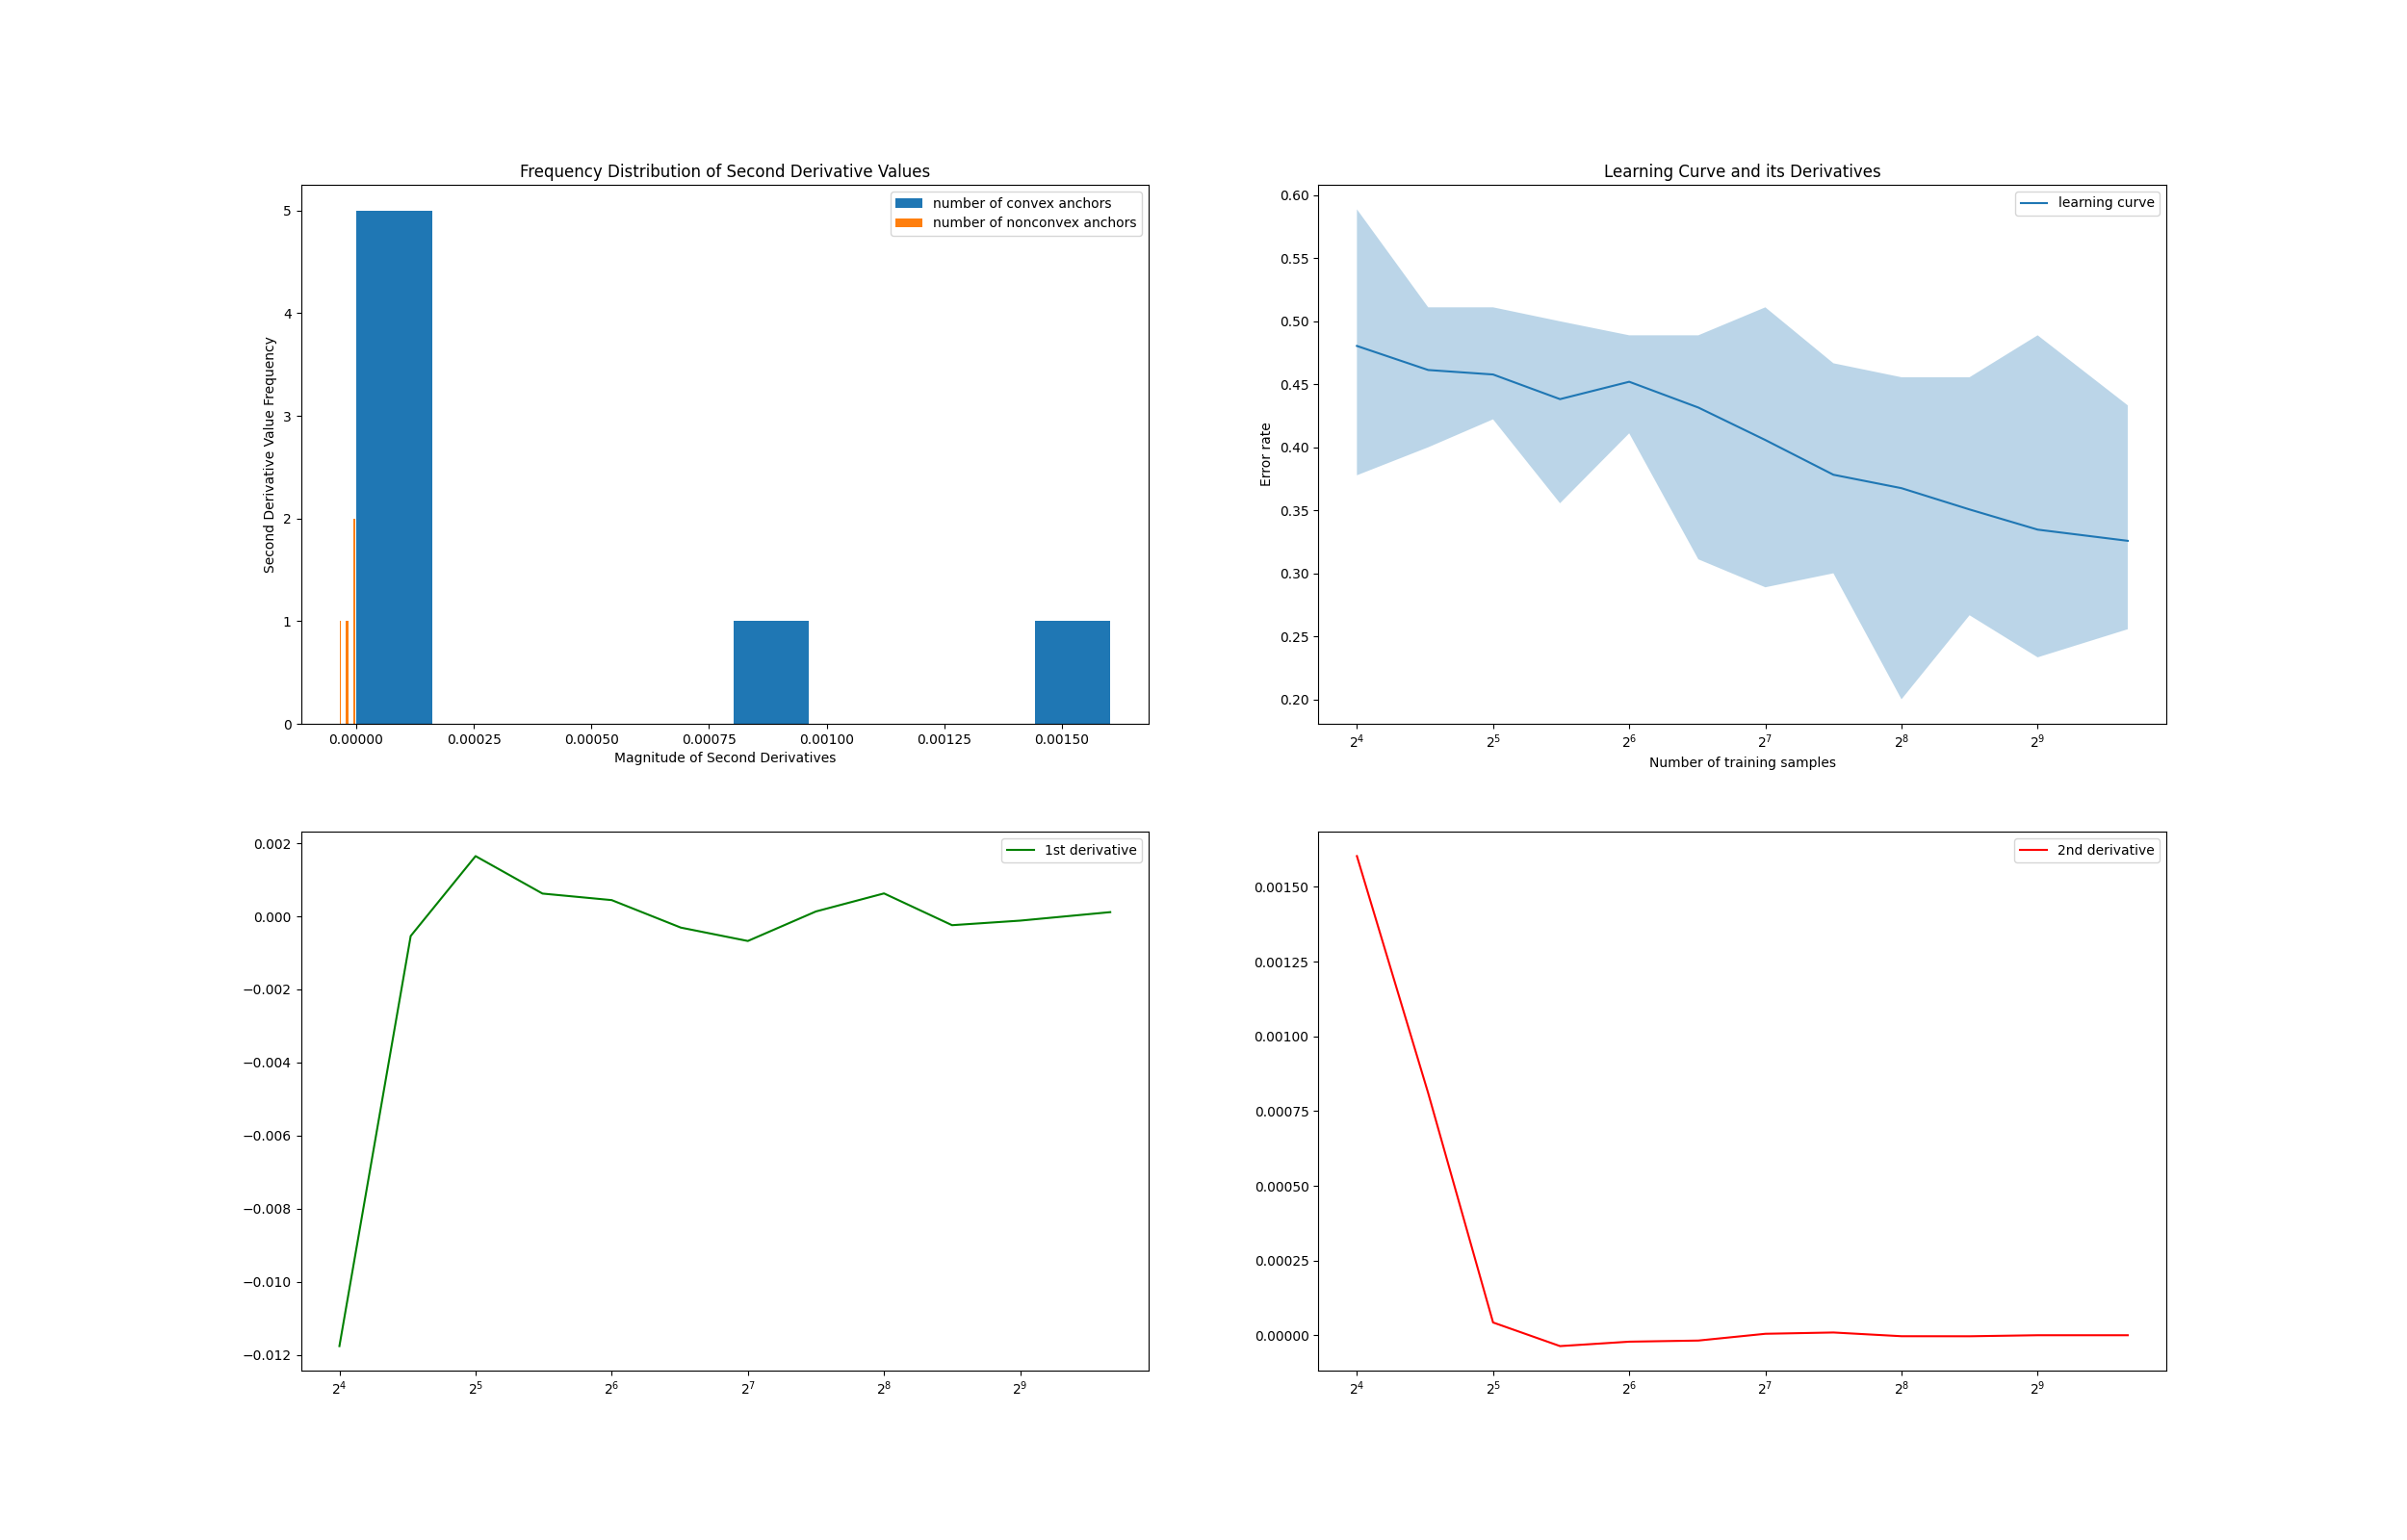 Frequency Distribution of Second Derivative Values
number of convex anchors
number of nonconvex anchors
Second Derivative Value Frequency
5
4
3
2
1
0
0.00000 0.00025 0.00050 0.00075 0.00100 0.00125 0.00150
Magnitude of Second Derivatives
Learning Curve and its Derivatives
learning curve
Error rate
0.60
0.55
0.50
0.45
0.40
0.35
0.30
0.25
0.20
2⁴ 2⁵ 2⁶ 2⁷ 2⁸ 2⁹
Number of training samples
1st derivative
0.002
0.000
−0.002
−0.004
−0.006
−0.008
−0.010
−0.012
2⁴ 2⁵ 2⁶ 2⁷ 2⁸ 2⁹
2nd derivative
0.00150
0.00125
0.00100
0.00075
0.00050
0.00025
0.00000
2⁴ 2⁵ 2⁶ 2⁷ 2⁸ 2⁹